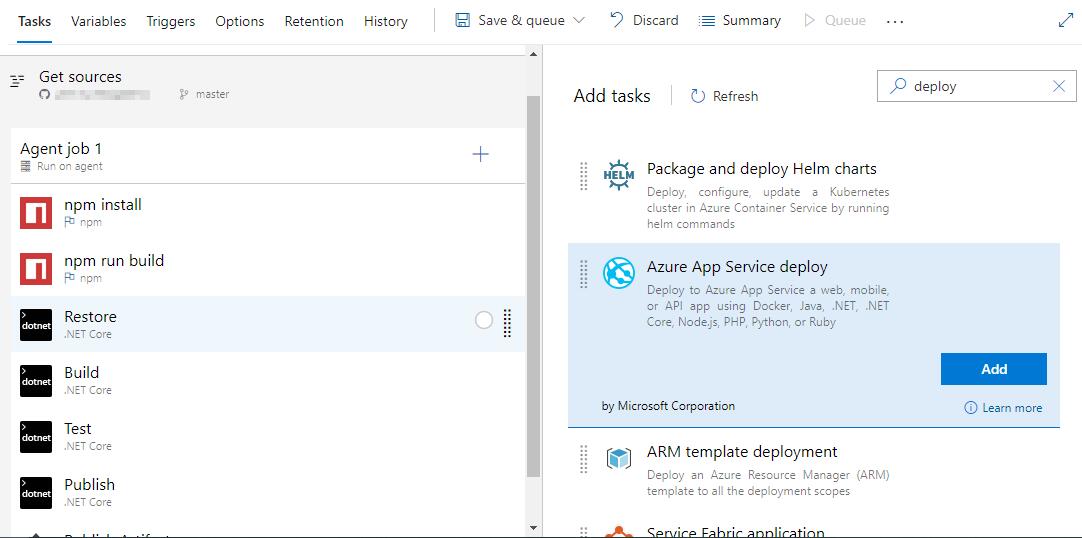 Tasks Variables Triggers Options Retention History Save & queue Discard Summary Queue ...
Get sources
master
Agent job 1
Run on agent
npm install
npm
npm run build
npm
dotnet
Restore
.NET Core
dotnet
Build
.NET Core
dotnet
Test
.NET Core
dotnet
Publish
.NET Core
Add tasks Refresh deploy
HELM
Package and deploy Helm charts
Deploy, configure, update a Kubernetes
cluster in Azure Container Service by running
helm commands
Azure App Service deploy
Deploy to Azure App Service a web, mobile,
or API app using Docker, Java, .NET, .NET
Core, Node.js, PHP, Python, or Ruby
Add
by Microsoft Corporation Learn more
ARM template deployment
Deploy an Azure Resource Manager (ARM)
template to all the deployment scopes
Service Fabric application